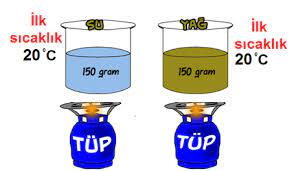 İlk
sıcaklık
20 °C
SU
150 gram
TÜP
YAĞ
150 gram
TÜP
İlk
sıcaklık
20 °C